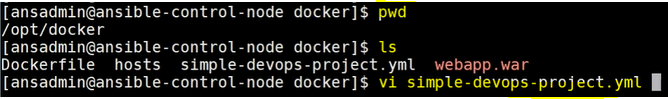 [ansadmin@ansible-control-node docker]$ pwd
/opt/docker
[ansadmin@ansible-control-node docker]$ ls
Dockerfile  hosts  simple-devops-project.yml  webapp.war
[ansadmin@ansible-control-node docker]$ vi simple-devops-project.yml